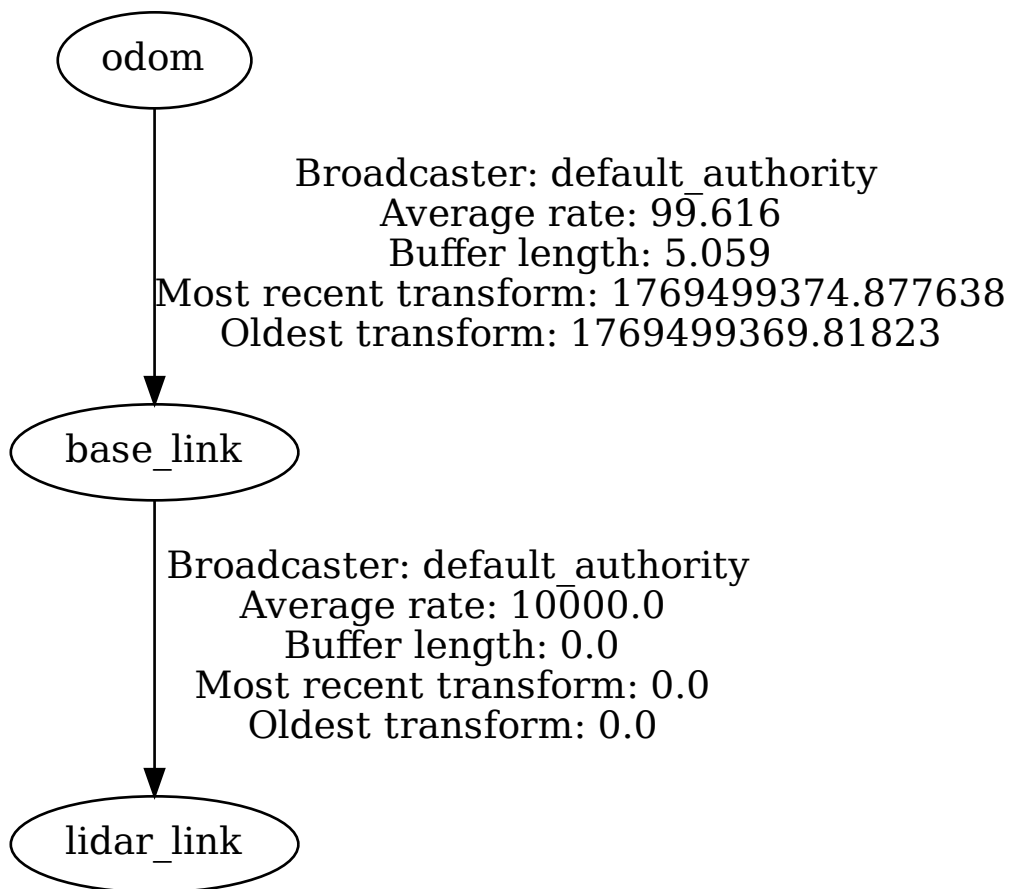 odom
Broadcaster: default_authority
Average rate: 99.616
Buffer length: 5.059
Most recent transform: 1769499374.877638
Oldest transform: 1769499369.81823
base_link
Broadcaster: default_authority
Average rate: 10000.0
Buffer length: 0.0
Most recent transform: 0.0
Oldest transform: 0.0
lidar_link